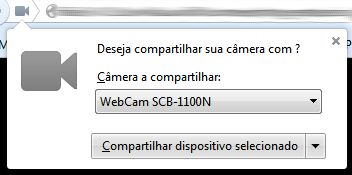 Deseja compartilhar sua câmera com ?
Câmera a compartilhar:
WebCam SCB-1100N
Compartilhar dispositivo selecionado